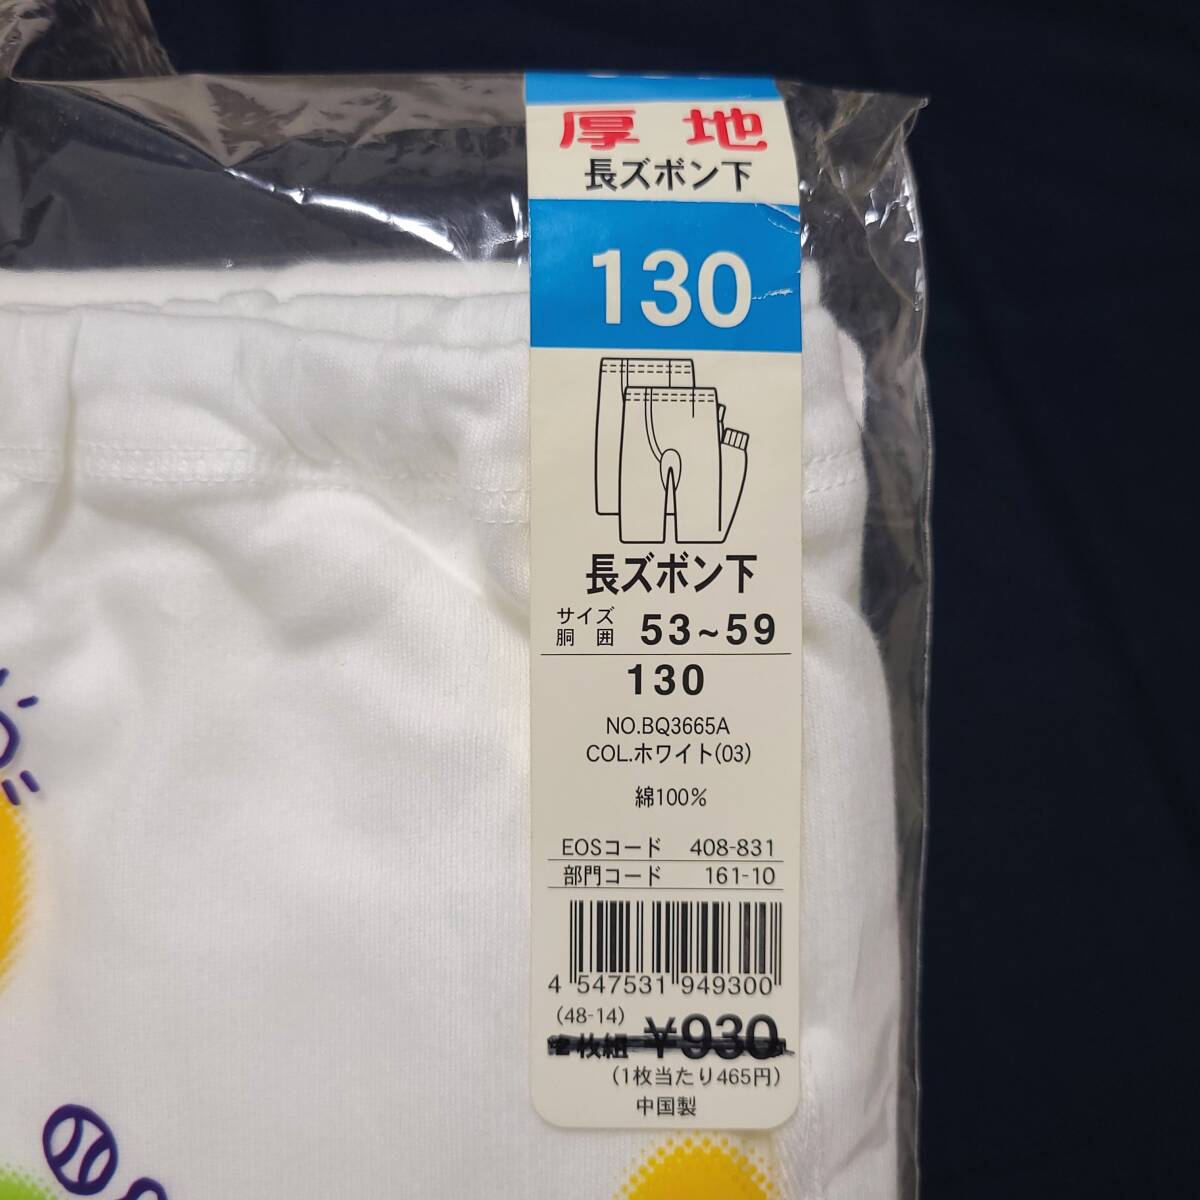 厚地
長ズボン下
130
長ズボン下
サイズ
胴囲 53~59
130
NO.BQ3665A
COL.ホワイト(03)
綿100%
EOSコード 408-831
部門コード 161-10
4 547531 949300
(48-14)
2枚組 ¥930
(1枚当たり465円)
中国製